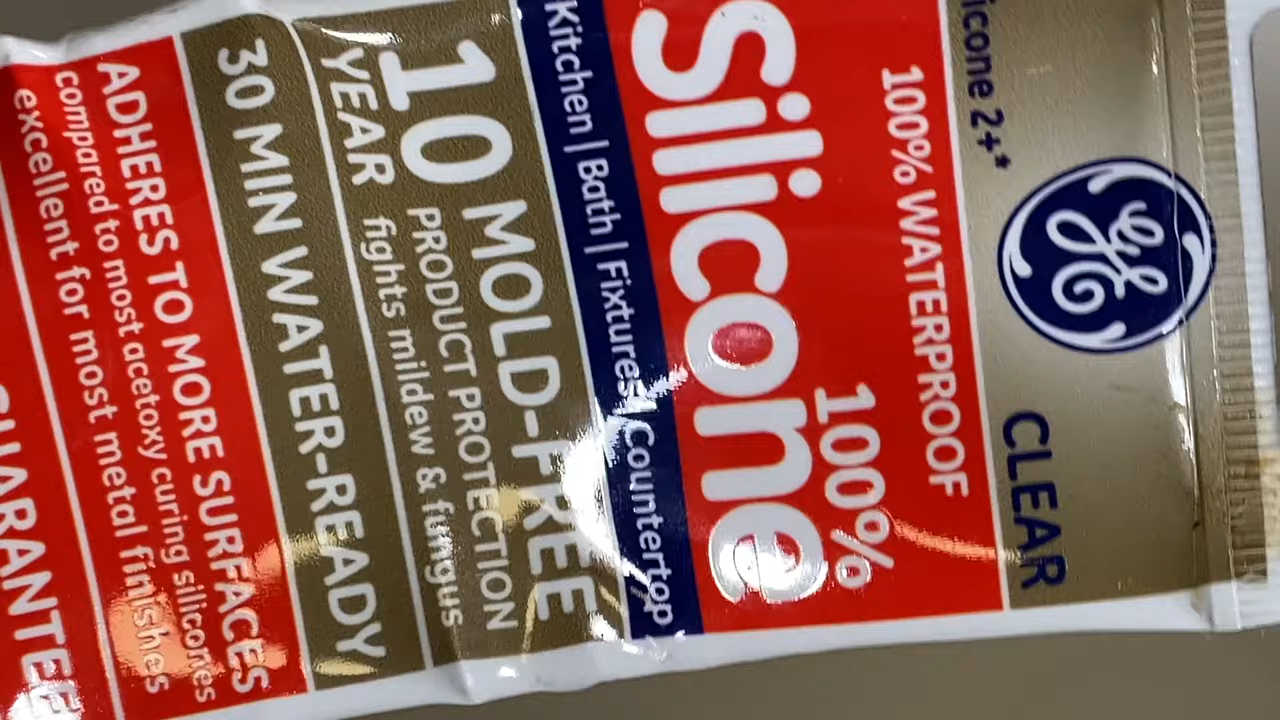 GE
CLEAR
icone 2+*
100% WATERPROOF
100%
Silicone
Kitchen | Bath | Fixtures | Countertop
10 MOLD-FREE
YEAR PRODUCT PROTECTION
fights mildew & fungus
30 MIN WATER-READY
ADHERES TO MORE SURFACES
compared to most acetoxy curing silicones
excellent for most metal finishes